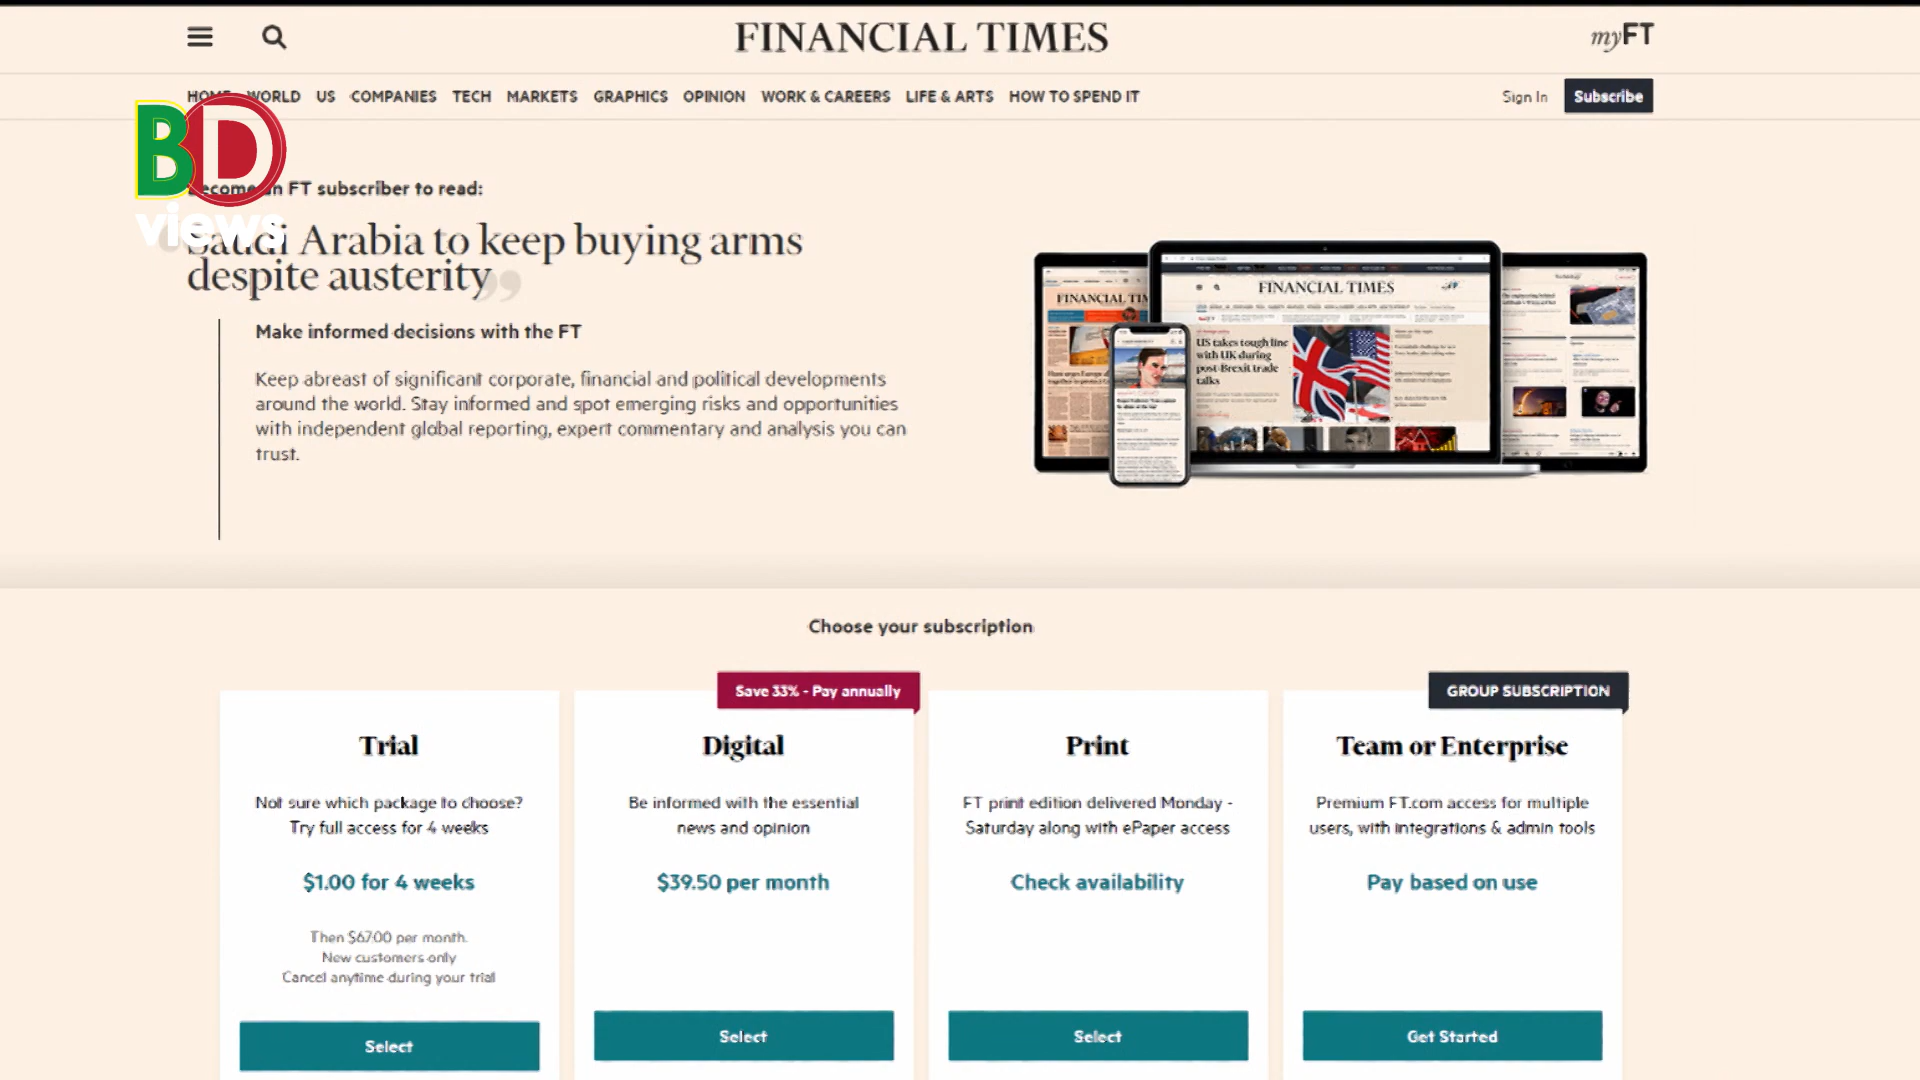 FINANCIAL TIMES
myFT
HOME WORLD US COMPANIES TECH MARKETS GRAPHICS OPINION WORK & CAREERS LIFE & ARTS HOW TO SPEND IT
Sign In
Subscribe
BD
views
Become an FT subscriber to read:
Saudi Arabia to keep buying arms
despite austerity
Make informed decisions with the FT
Keep abreast of significant corporate, financial and political developments
around the world. Stay informed and spot emerging risks and opportunities
with independent global reporting, expert commentary and analysis you can
trust.
FINANCIAL TIM
FINANCIAL TIMES
US takes tough line
with UK during
post-Brexit trade
talks
Choose your subscription
Trial
Not sure which package to choose?
Try full access for 4 weeks
$1.00 for 4 weeks
Then $67.00 per month.
New customers only
Cancel anytime during your trial
Select
Save 33% - Pay annually
Digital
Be informed with the essential
news and opinion
$39.50 per month
Select
Print
FT print edition delivered Monday -
Saturday along with ePaper access
Check availability
Select
GROUP SUBSCRIPTION
Team or Enterprise
Premium FT.com access for multiple
users, with integrations & admin tools
Pay based on use
Get Started